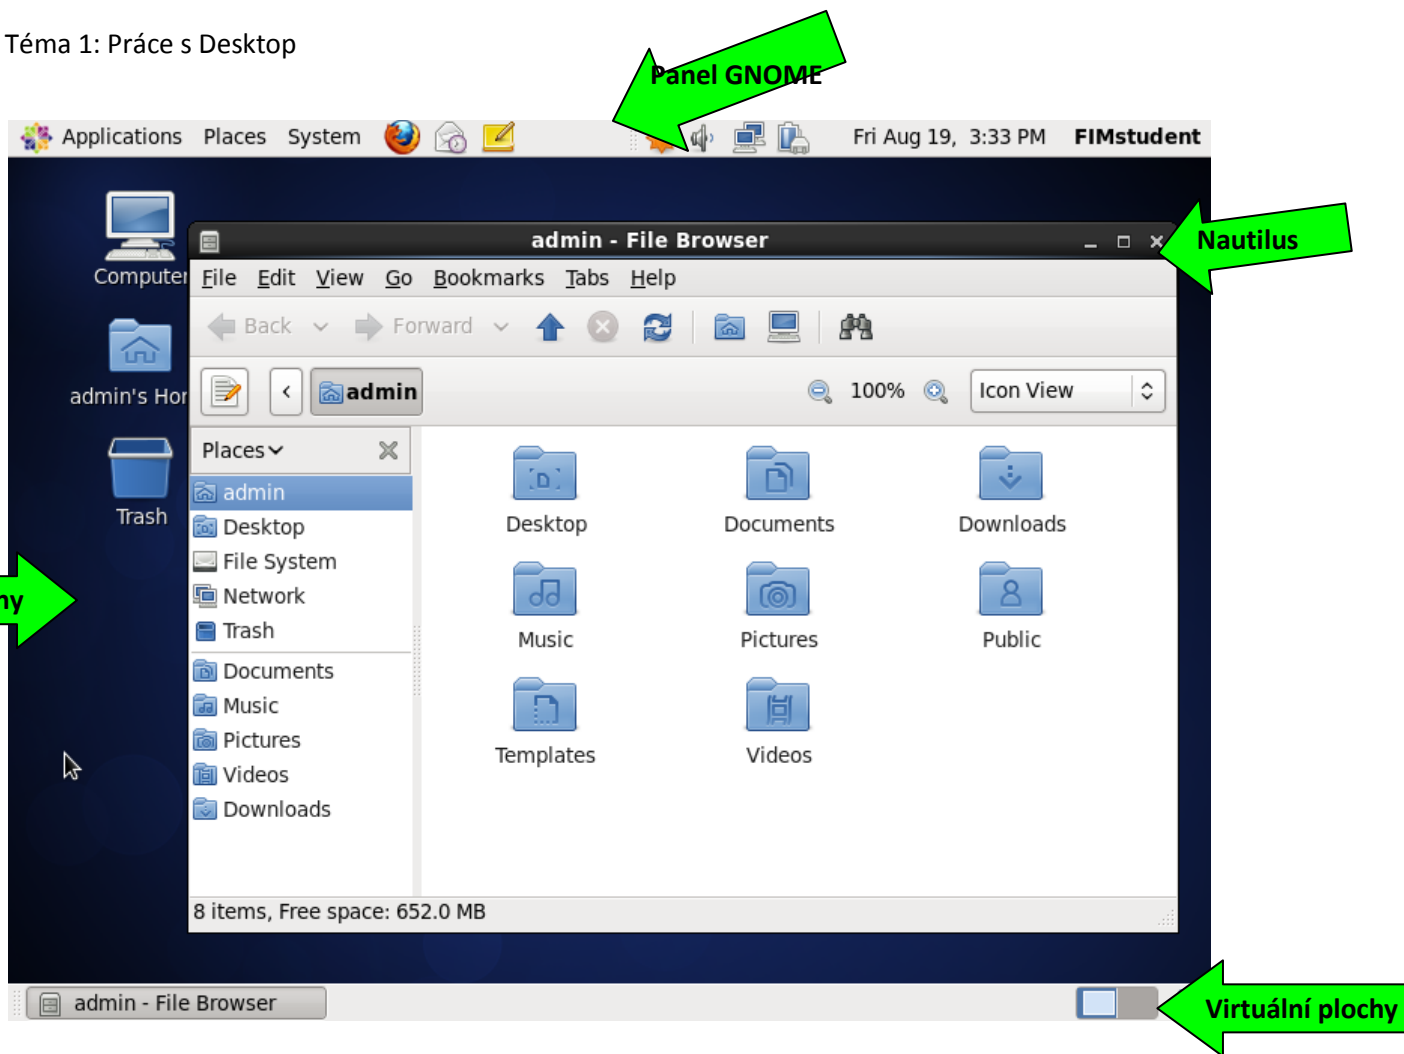 Téma 1: Práce s Desktop
Panel GNOME
Applications Places System Fri Aug 19, 3:33 PM FIMstudent
Computer
admin's Hor
Trash
admin - File Browser
Nautilus
File Edit View Go Bookmarks Tabs Help
Back Forward
admin 100% Icon View
Places
admin
Desktop
File System
Network
Trash
Documents
Music
Pictures
Videos
Downloads
Desktop Documents Downloads
Music Pictures Public
Templates Videos
8 items, Free space: 652.0 MB
admin - File Browser
Virtuální plochy